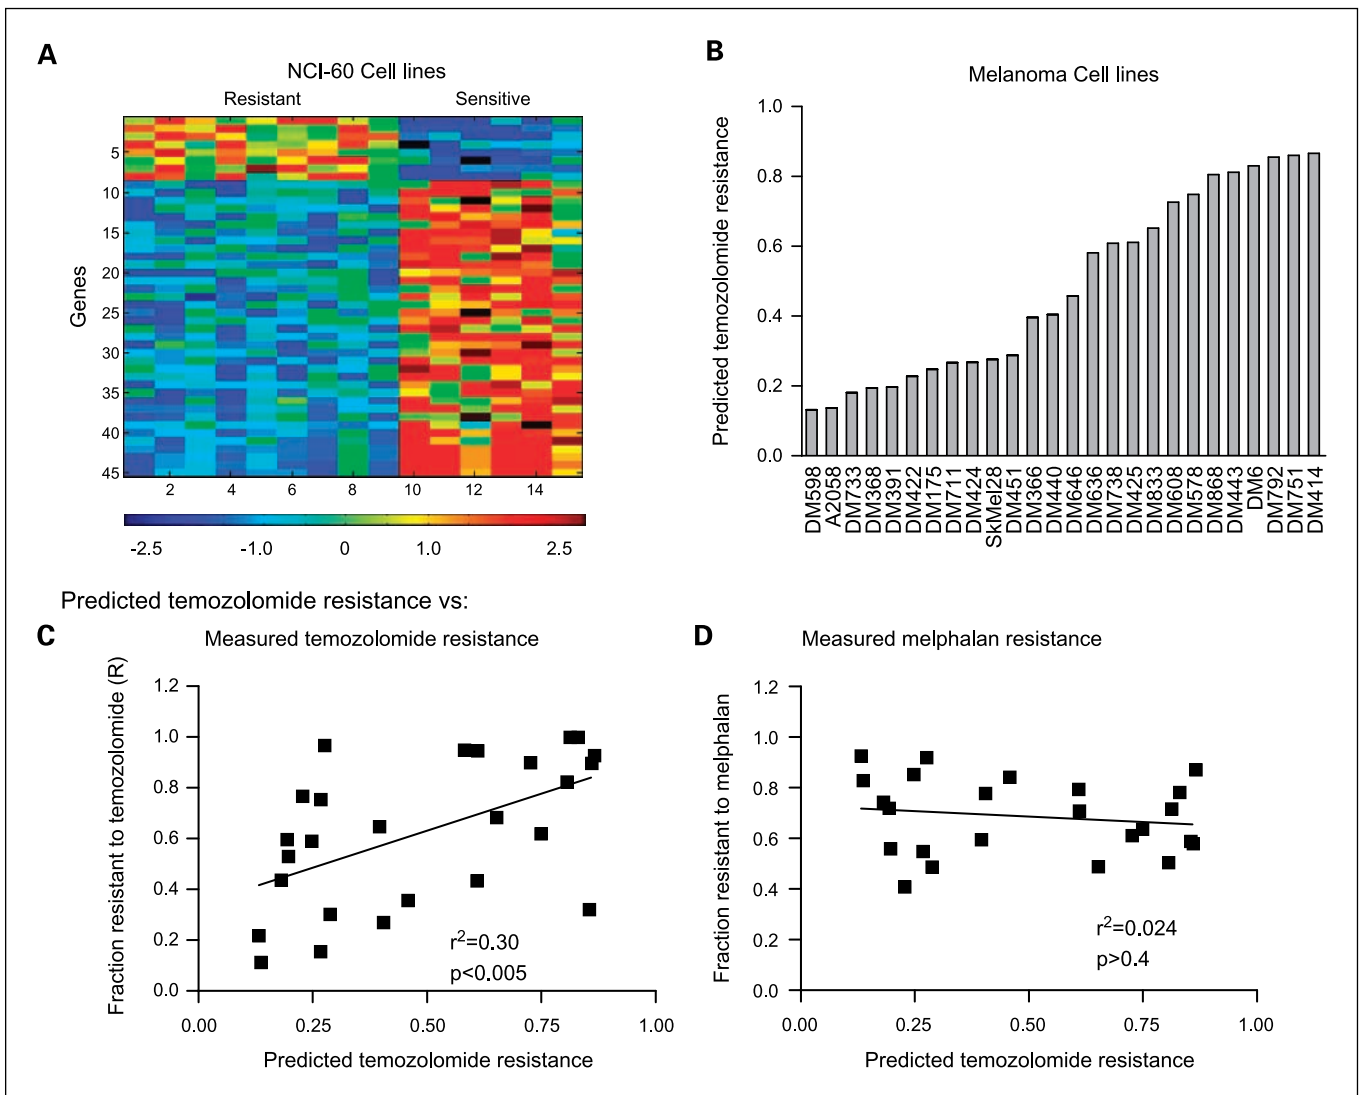 A
NCI-60 Cell lines
Resistant Sensitive
Genes
5
10
15
20
25
30
35
40
45
2 4 6 8 10 12 14
-2.5 -1.0 0 1.0 2.5
B
Melanoma Cell lines
Predicted temozolomide resistance
1.0
0.8
0.6
0.4
0.2
0.0
DM598
A2058
DM733
DM368
DM391
DM422
DM175
DM711
DM424
SkMel28
DM451
DM366
DM440
DM646
DM636
DM738
DM425
DM833
DM608
DM578
DM868
DM443
DM6
DM792
DM751
DM414
Predicted temozolomide resistance vs:
C
Measured temozolomide resistance
Fraction resistant to temozolomide (R)
1.2
1.0
0.8
0.6
0.4
0.2
0.0
r²=0.30
p<0.005
0.00 0.25 0.50 0.75 1.00
Predicted temozolomide resistance
D
Measured melphalan resistance
Fraction resistant to melphalan
1.2
1.0
0.8
0.6
0.4
0.2
0.0
r²=0.024
p>0.4
0.00 0.25 0.50 0.75 1.00
Predicted temozolomide resistance